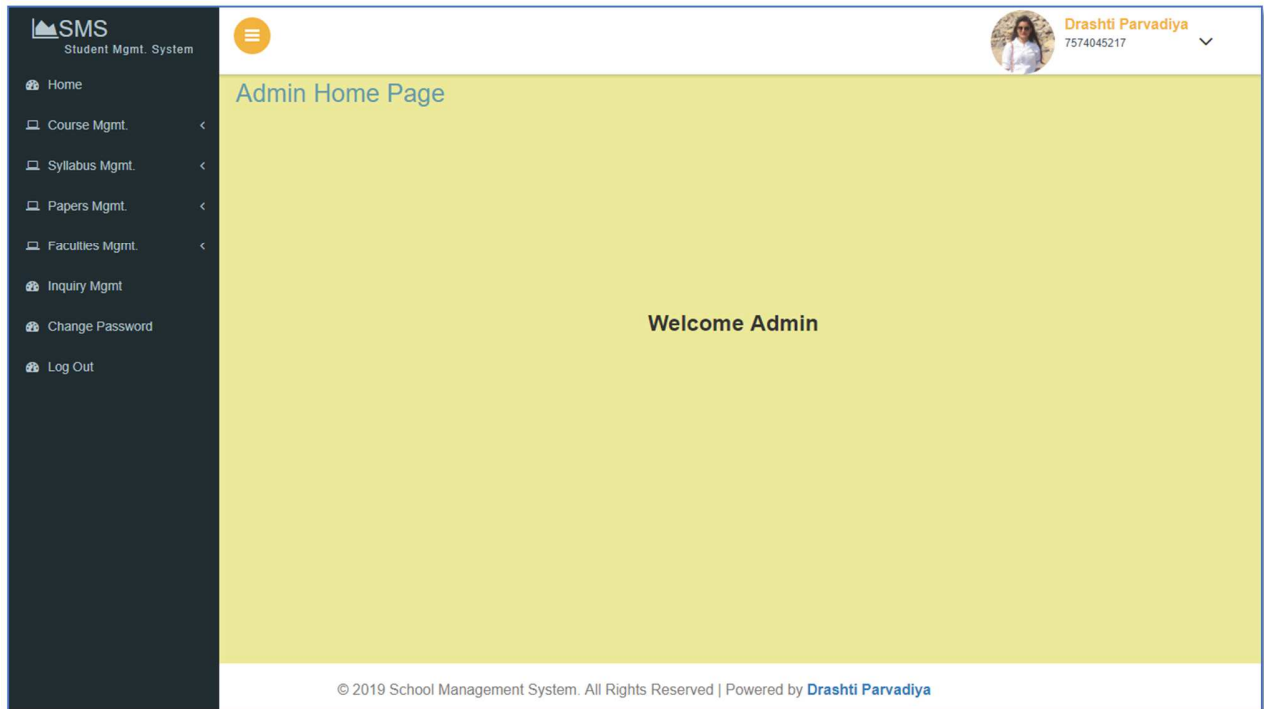 SMS
Student Mgmt. System
Home
Course Mgmt.
Syllabus Mgmt.
Papers Mgmt.
Faculties Mgmt.
Inquiry Mgmt
Change Password
Log Out
Drashti Parvadiya
7574045217
Admin Home Page
Welcome Admin
© 2019 School Management System. All Rights Reserved | Powered by Drashti Parvadiya